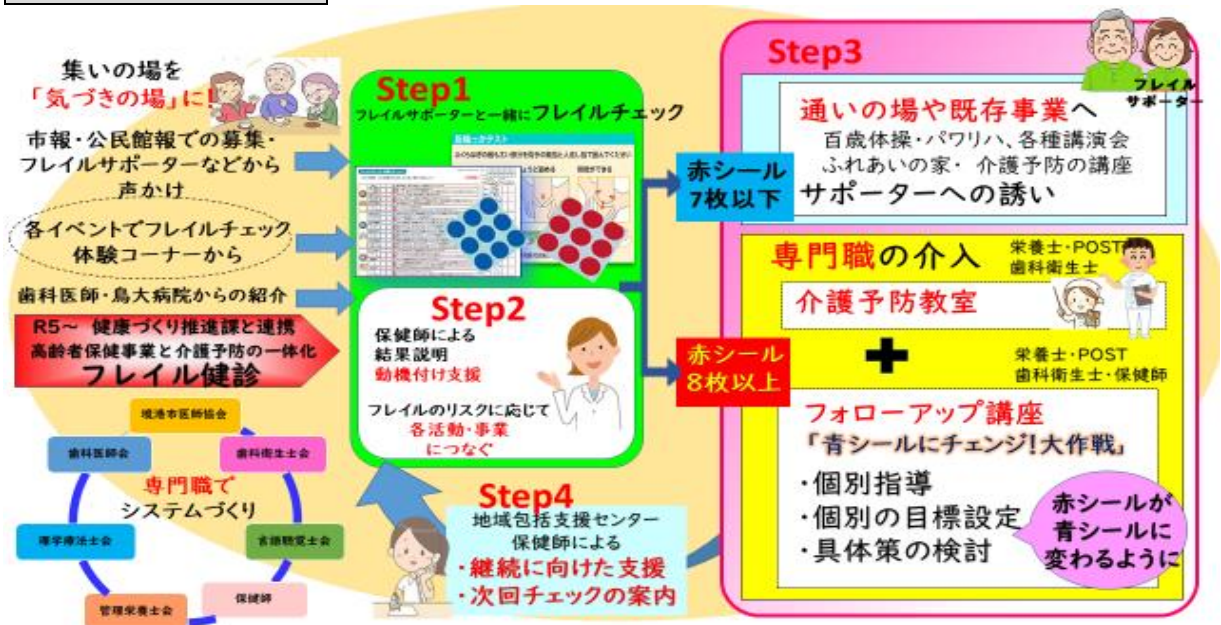 集いの場を
「気づきの場」に!
市報・公民館報での募集・
フレイルサポーターなどから
声かけ
各イベントでフレイルチェック
体験コーナーから
歯科医師・鳥大病院からの紹介
R5～ 健康づくり推進課と連携
高齢者保健事業と介護予防の一体化
フレイル健診
境港市医師協会
歯科医師会
歯科衛生士会
専門職で
システムづくり
理学療法士会
言語聴覚士会
管理栄養士会
保健師
Step1
フレイルサポーターと一緒にフレイルチェック
Step2
保健師による
結果説明
動機付け支援
フレイルのリスクに応じて
各活動・事業
につなぐ
Step4
地域包括支援センター
保健師による
・継続に向けた支援
・次回チェックの案内
赤シール
7枚以下
赤シール
8枚以上
Step3
フレイル
サポーター
通いの場や既存事業へ
百歳体操・パワリハ、各種講演会
ふれあいの家・ 介護予防の講座
サポーターへの誘い
専門職の介入
栄養士・POST
歯科衛生士
介護予防教室
栄養士・POST
歯科衛生士・保健師
フォローアップ講座
「青シールにチェンジ!大作戦」
・個別指導
・個別の目標設定
・具体策の検討
赤シールが
青シールに
変わるように